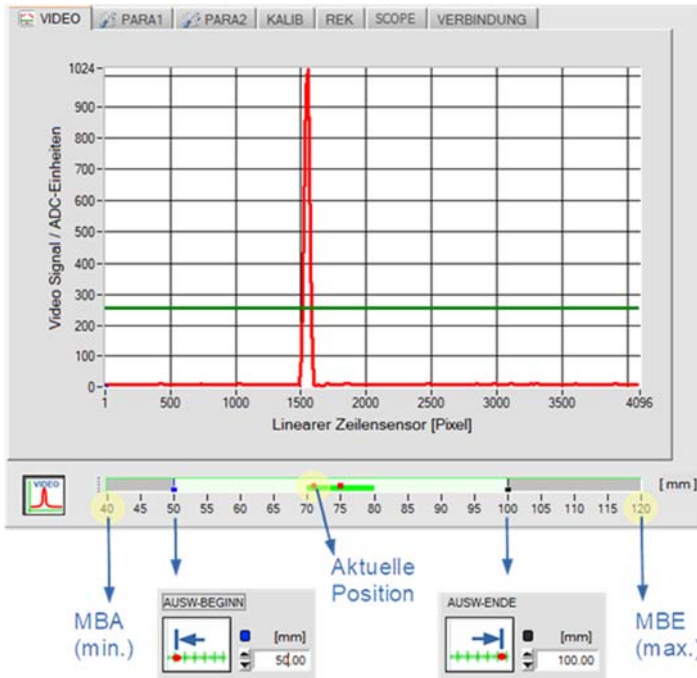 VIDEO PARA1 PARA2 KALIB REK SCOPE VERBINDUNG
Video Signal / ADC-Einheiten
1024
900
800
700
600
500
400
300
200
100
0
1 500 1000 1500 2000 2500 3000 3500 4096
Linearer Zeilensensor [Pixel]
VIDEO
[mm]
40 45 50 55 60 65 70 75 80 85 90 95 100 105 110 115 120
Aktuelle
Position
MBA
(min.)
AUSW-BEGINN
[mm]
50.00
AUSW-ENDE
[mm]
100.00
MBE
(max.)